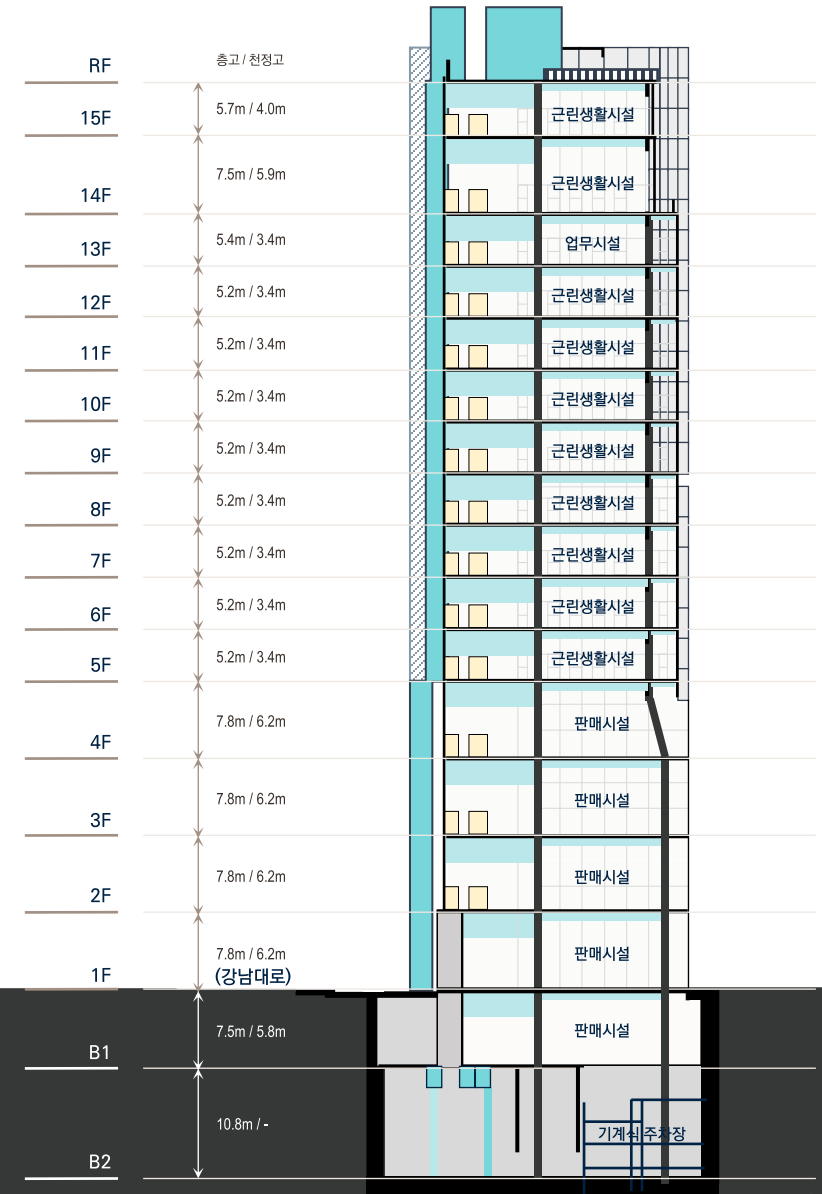 층고 / 천정고
RF
15F 5.7m / 4.0m 근린생활시설
14F 7.5m / 5.9m 근린생활시설
13F 5.4m / 3.4m 업무시설
12F 5.2m / 3.4m 근린생활시설
11F 5.2m / 3.4m 근린생활시설
10F 5.2m / 3.4m 근린생활시설
9F 5.2m / 3.4m 근린생활시설
8F 5.2m / 3.4m 근린생활시설
7F 5.2m / 3.4m 근린생활시설
6F 5.2m / 3.4m 근린생활시설
5F 5.2m / 3.4m 근린생활시설
4F 7.8m / 6.2m 판매시설
3F 7.8m / 6.2m 판매시설
2F 7.8m / 6.2m 판매시설
1F 7.8m / 6.2m 판매시설
(강남대로)
B1 7.5m / 5.8m 판매시설
B2 10.8m / - 기계식 주차장